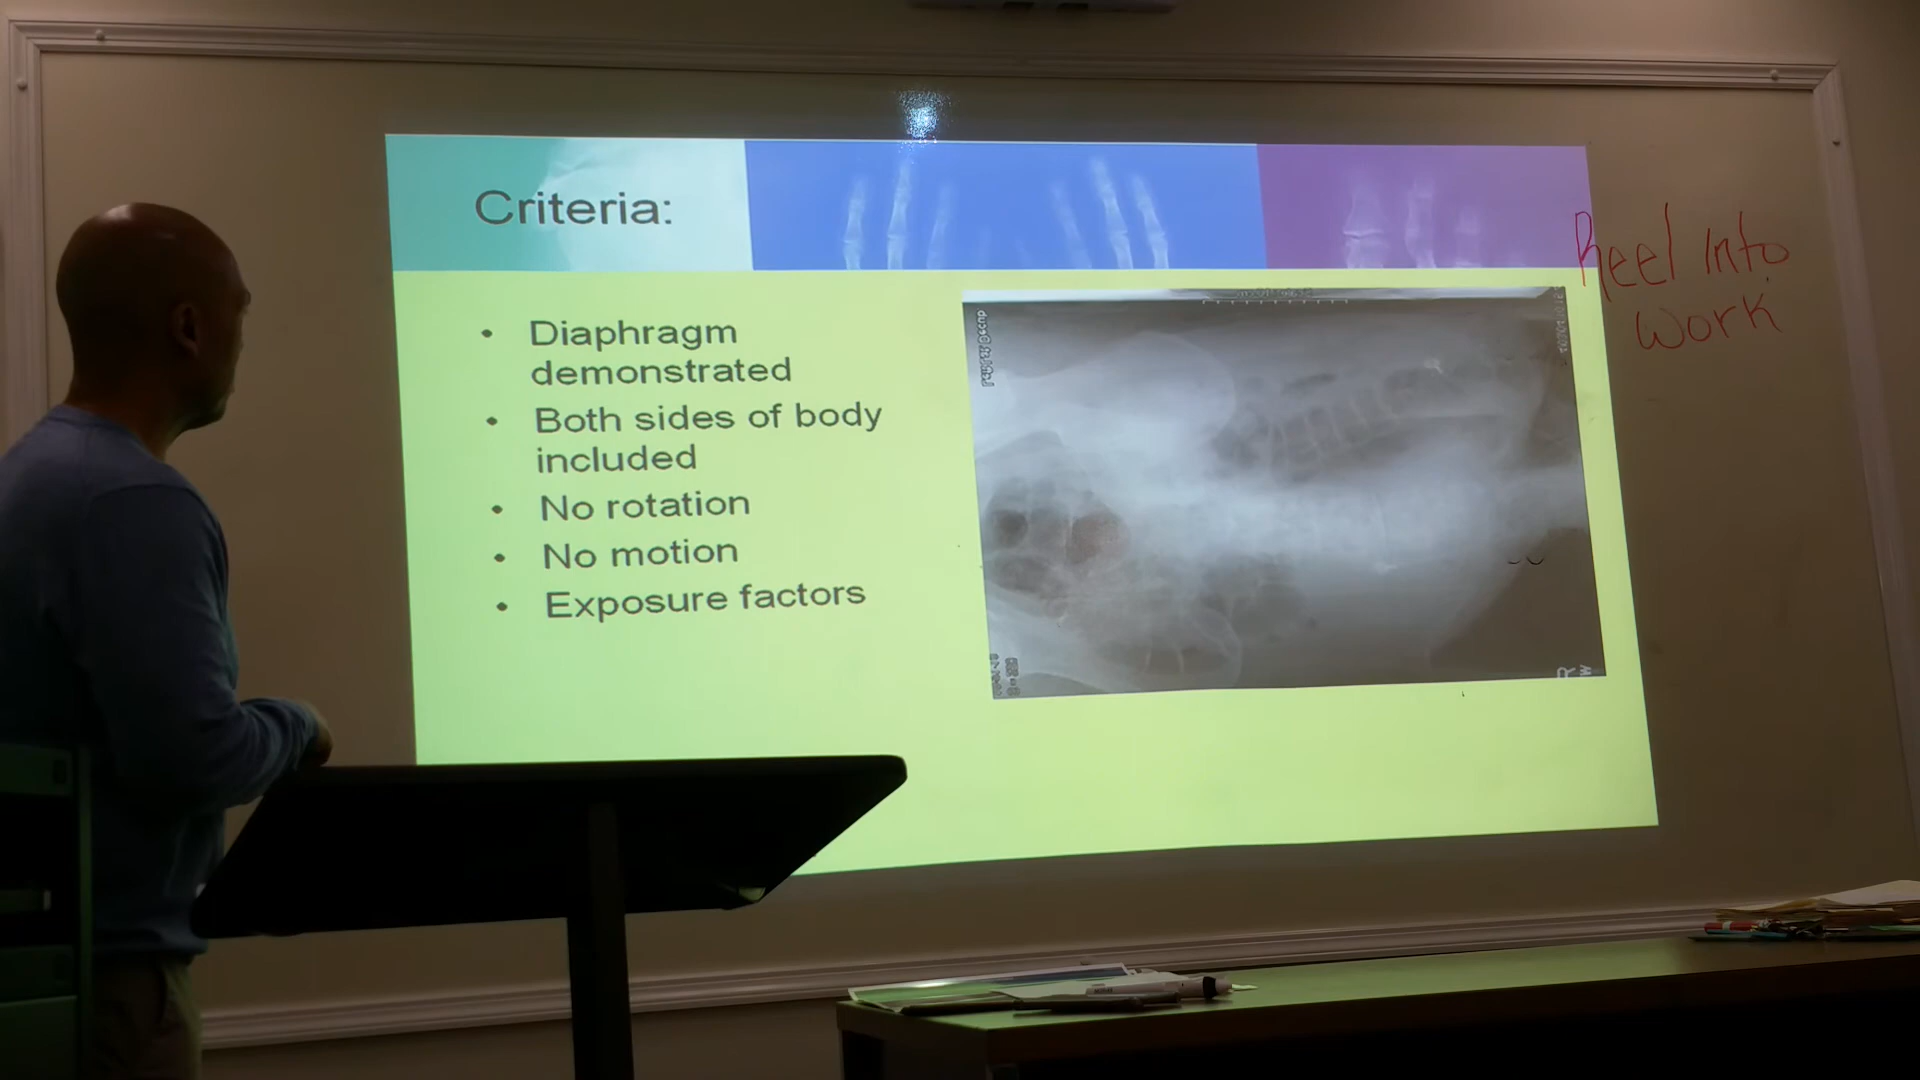 Criteria:
• Diaphragm
demonstrated
• Both sides of body
included
• No rotation
• No motion
• Exposure factors
Reel Into
Work
R
W